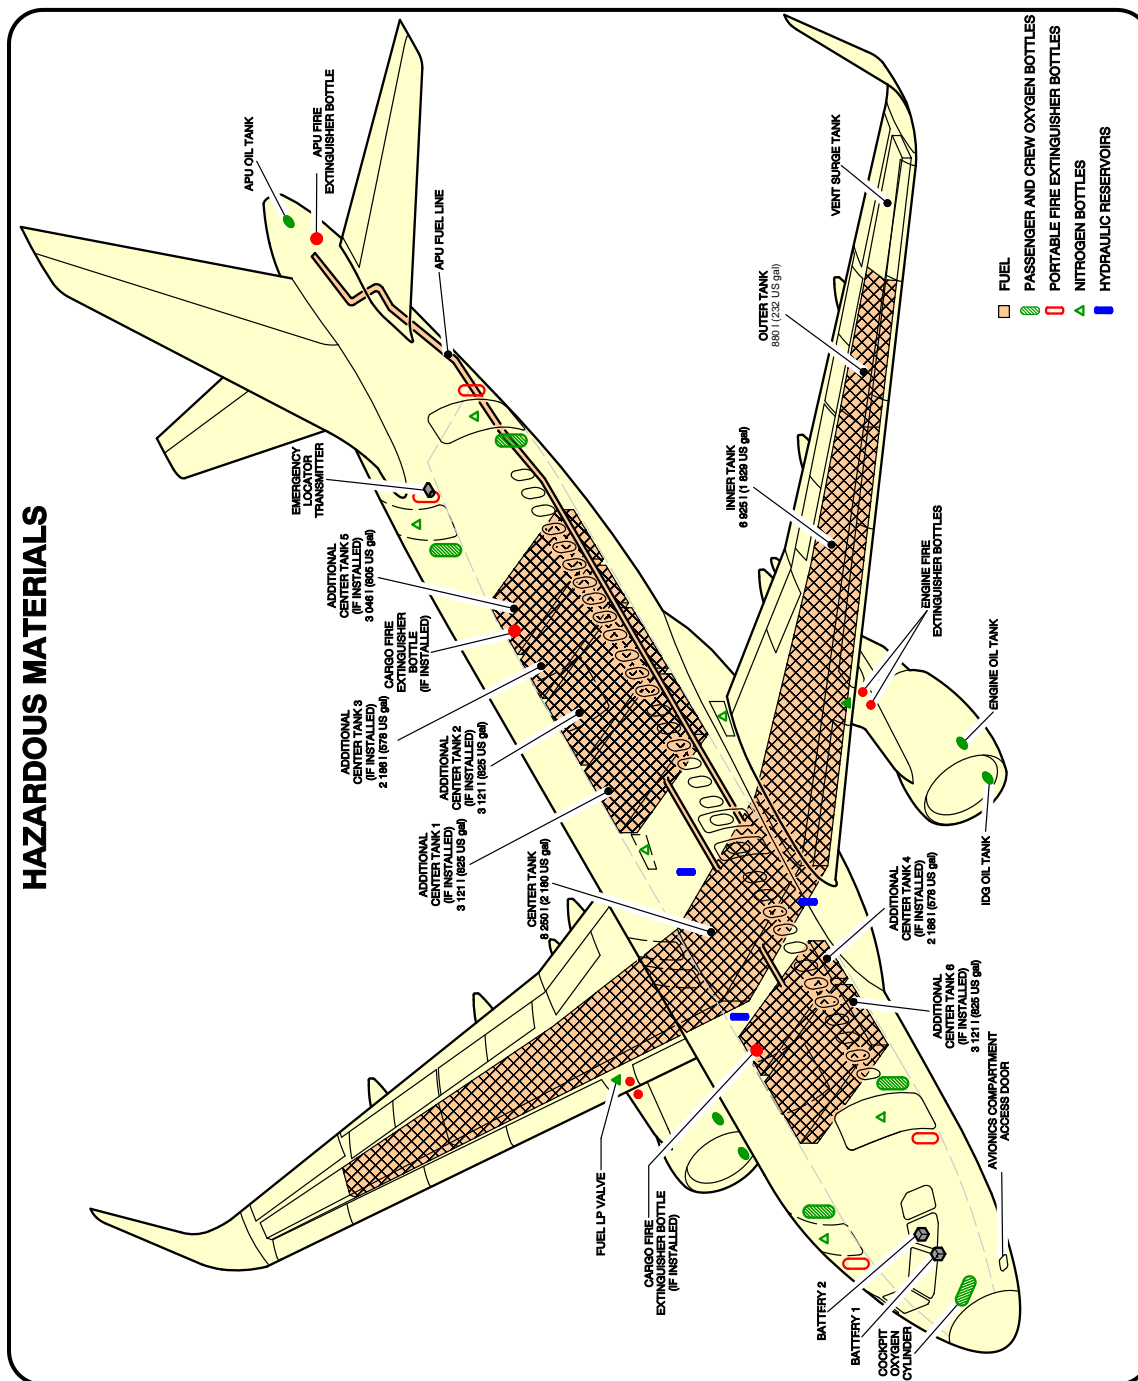 HAZARDOUS MATERIALS
APU OIL TANK
APU FIRE
EXTINGUISHER BOTTLE
APU FUEL LINE
EMERGENCY
LOCATOR
TRANSMITTER
ADDITIONAL
CENTER TANK 5
(IF INSTALLED)
3 046 l (805 US gal)
CARGO FIRE
EXTINGUISHER
BOTTLE
(IF INSTALLED)
ADDITIONAL
CENTER TANK 3
(IF INSTALLED)
2 186 l (578 US gal)
ADDITIONAL
CENTER TANK 2
(IF INSTALLED)
3 121 l (825 US gal)
ADDITIONAL
CENTER TANK 1
(IF INSTALLED)
3 121 l (825 US gal)
CENTER TANK
8 250 l (2 180 US gal)
FUEL LP VALVE
CARGO FIRE
EXTINGUISHER BOTTLE
(IF INSTALLED)
BATTERY 2
BATTERY 1
COCKPIT
OXYGEN
CYLINDER
VENT SURGE TANK
OUTER TANK
880 l (232 US gal)
INNER TANK
6 925 l (1 829 US gal)
ENGINE FIRE
EXTINGUISHER BOTTLES
ENGINE OIL TANK
IDG OIL TANK
ADDITIONAL
CENTER TANK 4
(IF INSTALLED)
2 186 l (578 US gal)
ADDITIONAL
CENTER TANK 6
(IF INSTALLED)
3 121 l (825 US gal)
AVIONICS COMPARTMENT
ACCESS DOOR
FUEL
PASSENGER AND CREW OXYGEN BOTTLES
PORTABLE FIRE EXTINGUISHER BOTTLES
NITROGEN BOTTLES
HYDRAULIC RESERVOIRS